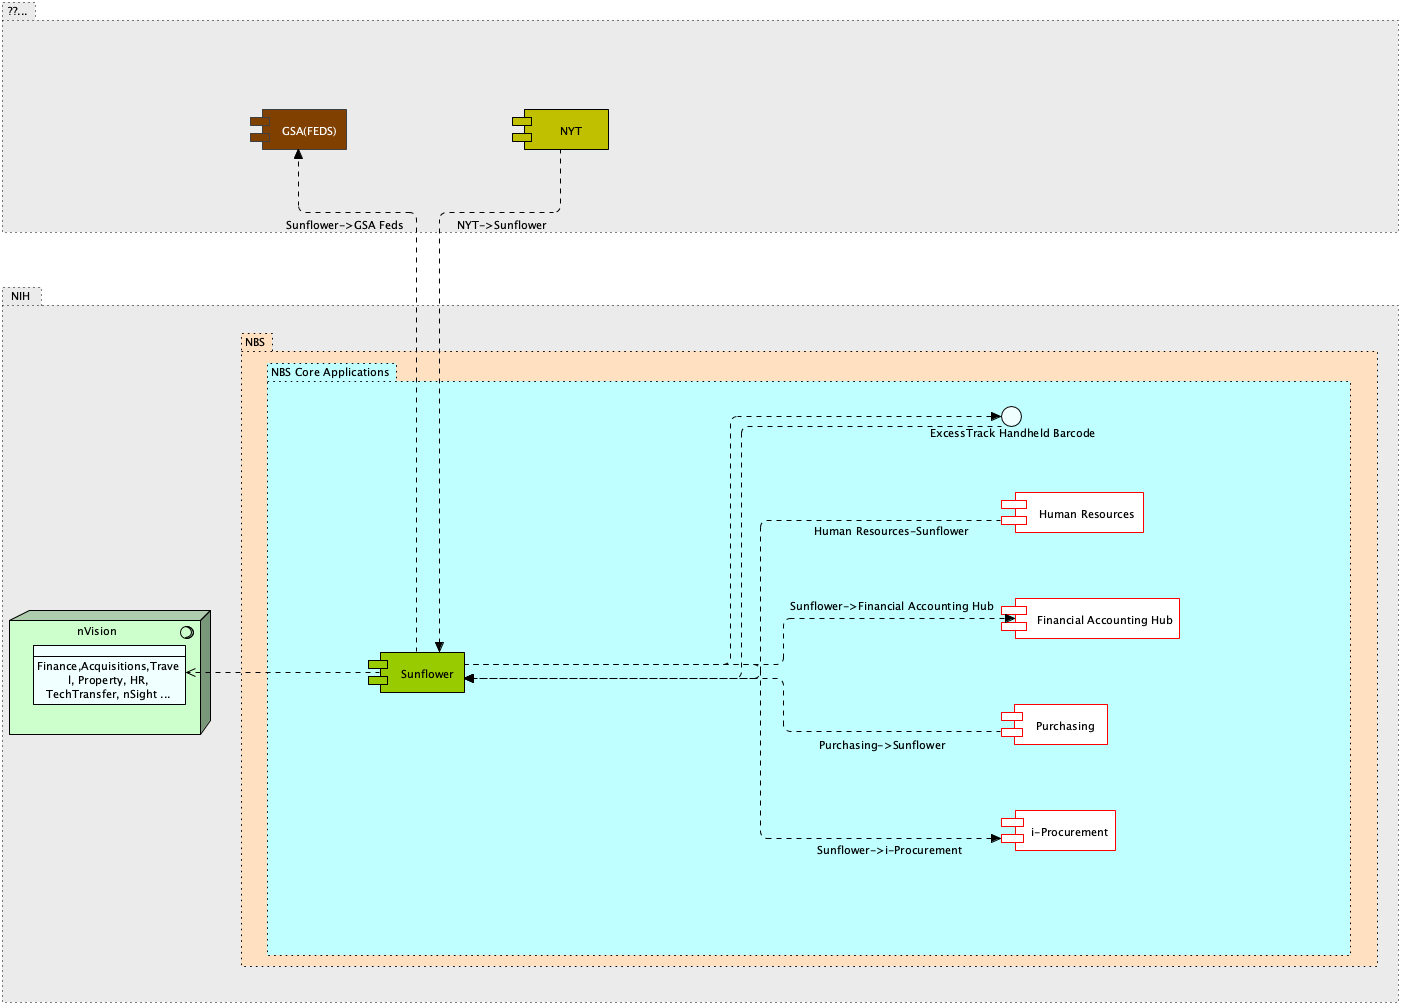 ??...
GSA(FEDS)
NYT
Sunflower->GSA Feds
NYT->Sunflower
NIH
NBS
NBS Core Applications
ExcessTrack Handheld Barcode
Human Resources
Human Resources-Sunflower
Sunflower->Financial Accounting Hub
Financial Accounting Hub
nVision
Finance,Acquisitions,Trave
l, Property, HR,
TechTransfer, nSight ...
Sunflower
Purchasing
Purchasing->Sunflower
i-Procurement
Sunflower->i-Procurement